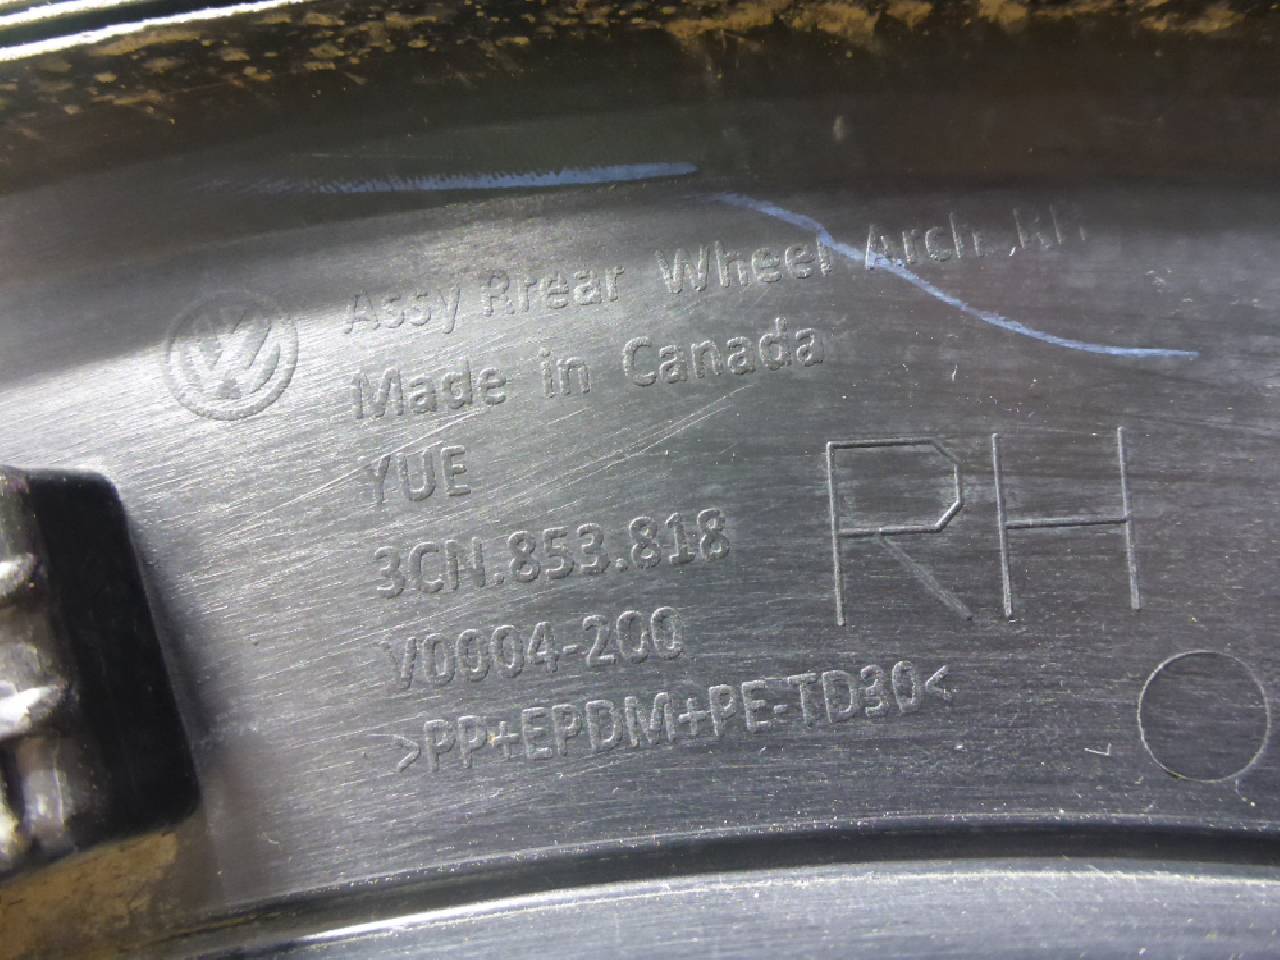 Assy Rrear Wheel Arch RH
Made in Canada
YUE
3CN.853.818
V0004-200
>PP+EPDM+PE-TD30<
RH